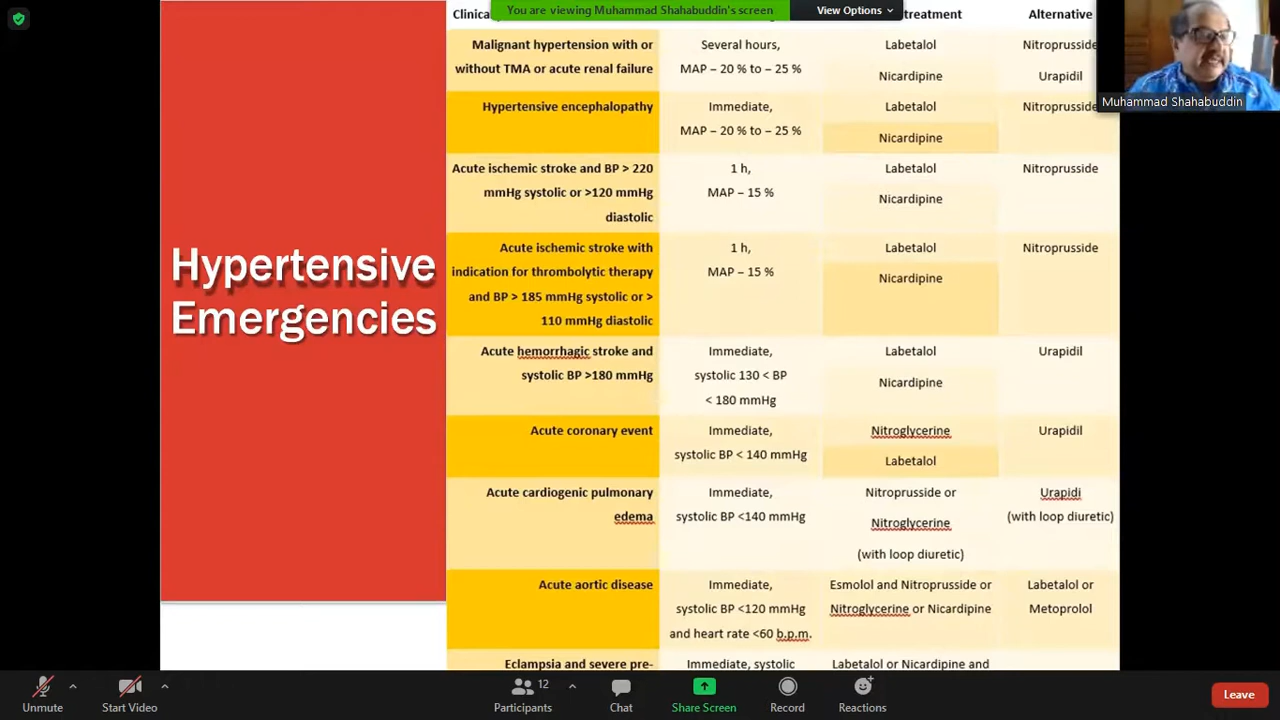 You are viewing Muhammad Shahabuddin's screen
View Options
treatment
Alternative
Malignant hypertension with or
without TMA or acute renal failure
Several hours,
MAP – 20 % to – 25 %
Labetalol
Nicardipine
Nitroprusside
Urapidil
Muhammad Shahabuddin
Hypertensive encephalopathy
Immediate,
MAP – 20 % to – 25 %
Labetalol
Nicardipine
Nitroprusside
Acute ischemic stroke and BP > 220
mmHg systolic or >120 mmHg
diastolic
1 h,
MAP – 15 %
Labetalol
Nicardipine
Nitroprusside
Hypertensive
Emergencies
Acute ischemic stroke with
indication for thrombolytic therapy
and BP > 185 mmHg systolic or >
110 mmHg diastolic
1 h,
MAP – 15 %
Labetalol
Nicardipine
Nitroprusside
Acute hemorrhagic stroke and
systolic BP >180 mmHg
Immediate,
systolic 130 < BP
< 180 mmHg
Labetalol
Nicardipine
Urapidil
Acute coronary event
Immediate,
systolic BP < 140 mmHg
Nitroglycerine
Labetalol
Urapidil
Acute cardiogenic pulmonary
edema
Immediate,
systolic BP <140 mmHg
Nitroprusside or
Nitroglycerine
(with loop diuretic)
Urapidi
(with loop diuretic)
Acute aortic disease
Immediate,
systolic BP <120 mmHg
and heart rate <60 b.p.m.
Esmolol and Nitroprusside or
Nitroglycerine or Nicardipine
Labetalol or
Metoprolol
Eclampsia and severe pre-
Immediate, systolic
Labetalol or Nicardipine and
Unmute
Start Video
12
Participants
Chat
Share Screen
Record
Reactions
Leave